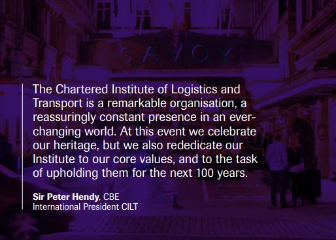 SAVOY
The Chartered Institute of Logistics and
Transport is a remarkable organisation, a
reassuringly constant presence in an ever-
changing world. At this event we celebrate
our heritage, but we also rededicate our
Institute to our core values, and to the task
of upholding them for the next 100 years.
Sir Peter Hendy, CBE
International President CILT